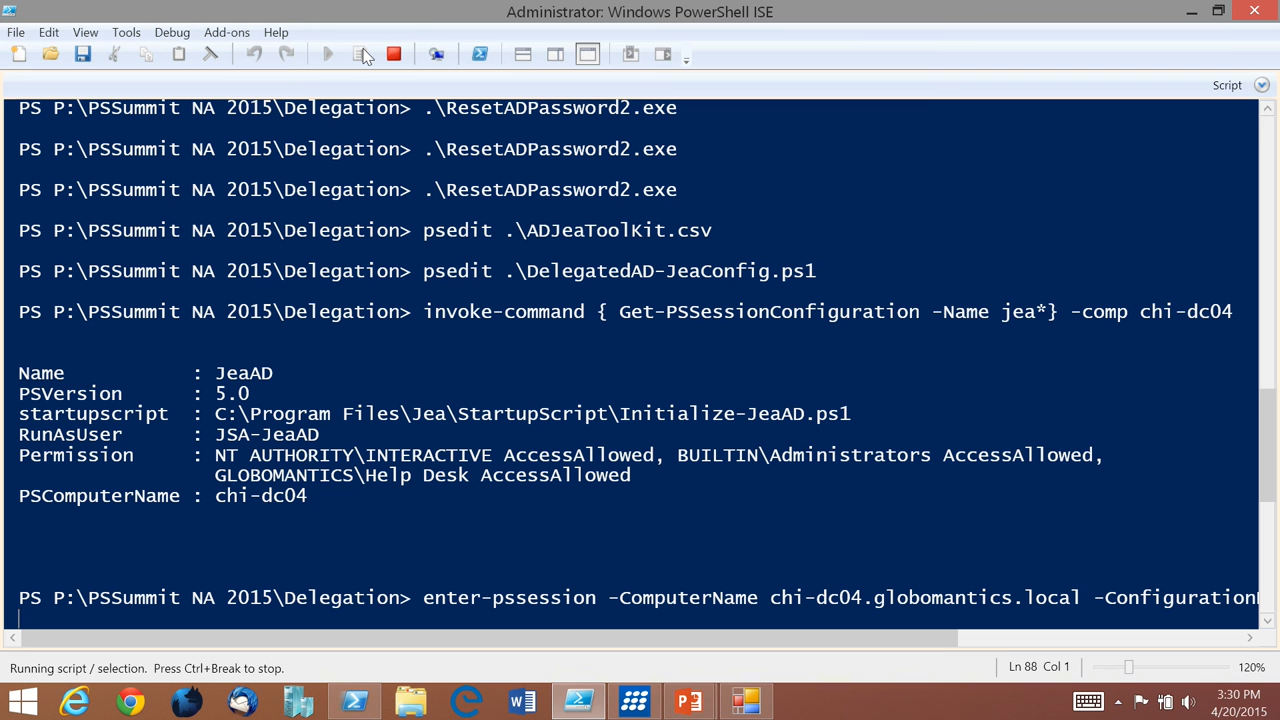 Administrator: Windows PowerShell ISE
File Edit View Tools Debug Add-ons Help
Script
PS P:\PSSummit NA 2015\Delegation> .\ResetADPassword2.exe
PS P:\PSSummit NA 2015\Delegation> .\ResetADPassword2.exe
PS P:\PSSummit NA 2015\Delegation> .\ResetADPassword2.exe
PS P:\PSSummit NA 2015\Delegation> psedit .\ADJeaToolKit.csv
PS P:\PSSummit NA 2015\Delegation> psedit .\DelegatedAD-JeaConfig.ps1
PS P:\PSSummit NA 2015\Delegation> invoke-command { Get-PSSessionConfiguration -Name jea*} -comp chi-dc04
Name : JeaAD
PSVersion : 5.0
startupscript : C:\Program Files\Jea\StartupScript\Initialize-JeaAD.ps1
RunAsUser : JSA-JeaAD
Permission : NT AUTHORITY\INTERACTIVE AccessAllowed, BUILTIN\Administrators AccessAllowed,
GLOBOMANTICS\Help Desk AccessAllowed
PSComputerName : chi-dc04
PS P:\PSSummit NA 2015\Delegation> enter-pssession -ComputerName chi-dc04.globomantics.local -Configuration
Running script / selection. Press Ctrl+Break to stop.
Ln 88 Col 1
120%
3:30 PM
4/20/2015